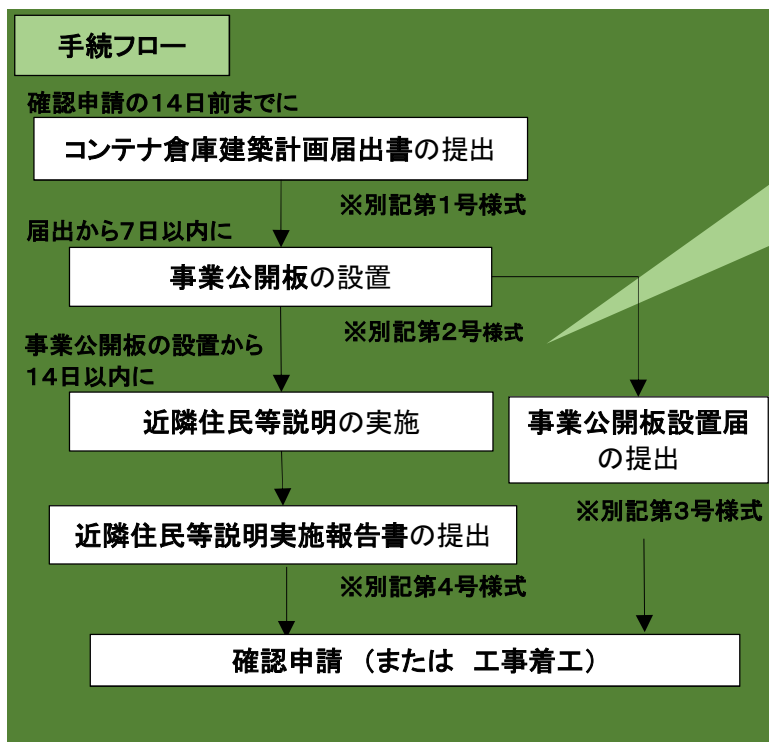 手続フロー
確認申請の14日前までに
コンテナ倉庫建築計画届出書の提出
※別記第1号様式
届出から7日以内に
事業公開板の設置
※別記第2号様式
事業公開板の設置から
14日以内に
近隣住民等説明の実施
事業公開板設置届
の提出
※別記第3号様式
近隣住民等説明実施報告書の提出
※別記第4号様式
確認申請 （または 工事着工）